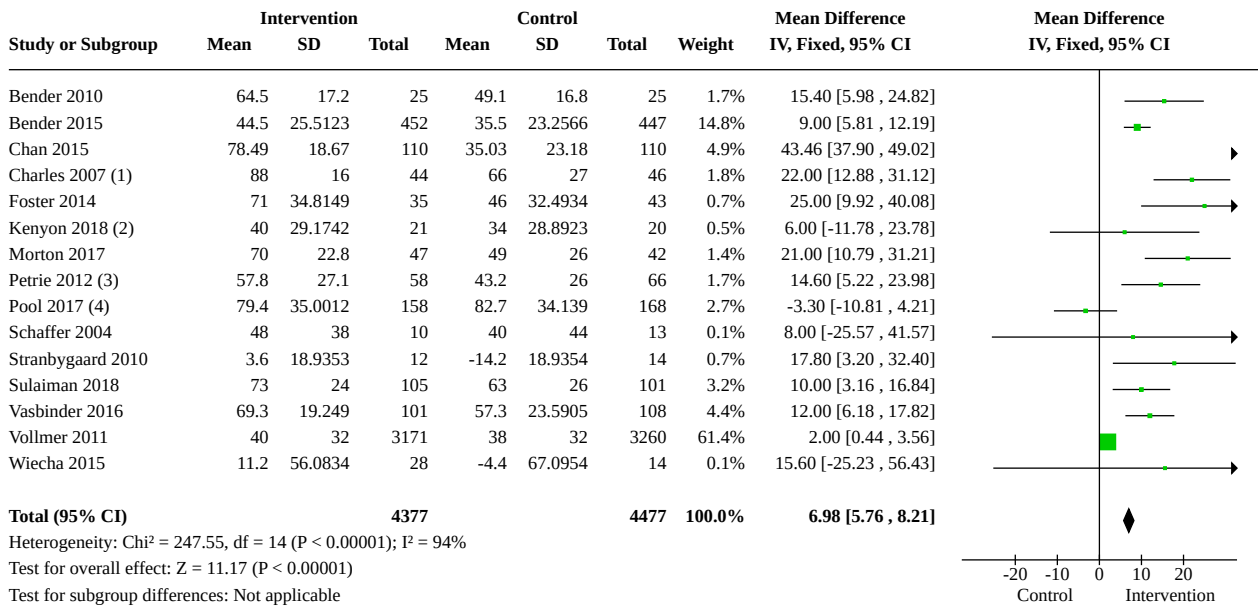 Intervention Control Mean Difference Mean Difference
Study or Subgroup Mean SD Total Mean SD Total Weight IV, Fixed, 95% CI IV, Fixed, 95% CI
Bender 2010 64.5 17.2 25 49.1 16.8 25 1.7% 15.40 [5.98 , 24.82]
Bender 2015 44.5 25.5123 452 35.5 23.2566 447 14.8% 9.00 [5.81 , 12.19]
Chan 2015 78.49 18.67 110 35.03 23.18 110 4.9% 43.46 [37.90 , 49.02]
Charles 2007 (1) 88 16 44 66 27 46 1.8% 22.00 [12.88 , 31.12]
Foster 2014 71 34.8149 35 46 32.4934 43 0.7% 25.00 [9.92 , 40.08]
Kenyon 2018 (2) 40 29.1742 21 34 28.8923 20 0.5% 6.00 [-11.78 , 23.78]
Morton 2017 70 22.8 47 49 26 42 1.4% 21.00 [10.79 , 31.21]
Petrie 2012 (3) 57.8 27.1 58 43.2 26 66 1.7% 14.60 [5.22 , 23.98]
Pool 2017 (4) 79.4 35.0012 158 82.7 34.139 168 2.7% -3.30 [-10.81 , 4.21]
Schaffer 2004 48 38 10 40 44 13 0.1% 8.00 [-25.57 , 41.57]
Stranbygaard 2010 3.6 18.9353 12 -14.2 18.9354 14 0.7% 17.80 [3.20 , 32.40]
Sulaiman 2018 73 24 105 63 26 101 3.2% 10.00 [3.16 , 16.84]
Vasbinder 2016 69.3 19.249 101 57.3 23.5905 108 4.4% 12.00 [6.18 , 17.82]
Vollmer 2011 40 32 3171 38 32 3260 61.4% 2.00 [0.44 , 3.56]
Wiecha 2015 11.2 56.0834 28 -4.4 67.0954 14 0.1% 15.60 [-25.23 , 56.43]
Total (95% CI) 4377 4477 100.0% 6.98 [5.76 , 8.21]
Heterogeneity: Chi² = 247.55, df = 14 (P < 0.00001); I² = 94%
Test for overall effect: Z = 11.17 (P < 0.00001) -20 -10 0 10 20
Test for subgroup differences: Not applicable Control Intervention